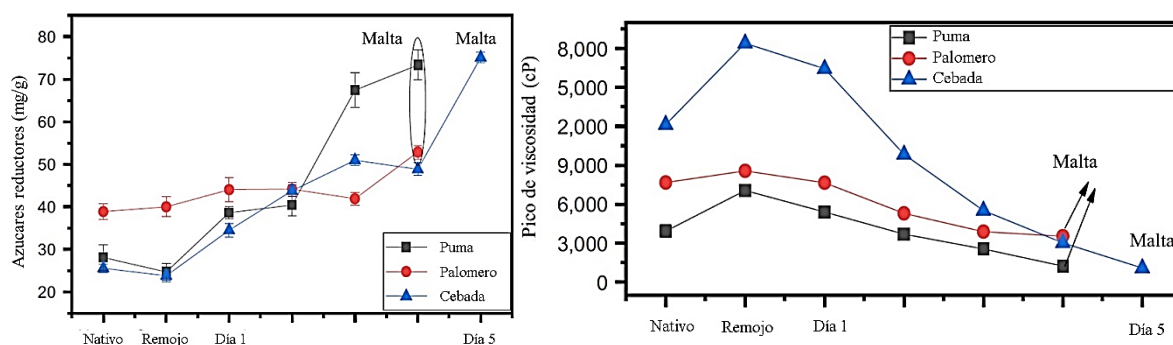 80
70
60
50
40
30
20
Azucares reductores (mg/g)
Malta
Malta
Puma
Palomero
Cebada
Nativo
Remojo
Día 1
Día 5
8,000
5,000
2,000
9,000
6,000
3,000
0
Pico de viscosidad (cP)
Puma
Palomero
Cebada
Malta
Malta
Nativo
Remojo
Día 1
Día 5